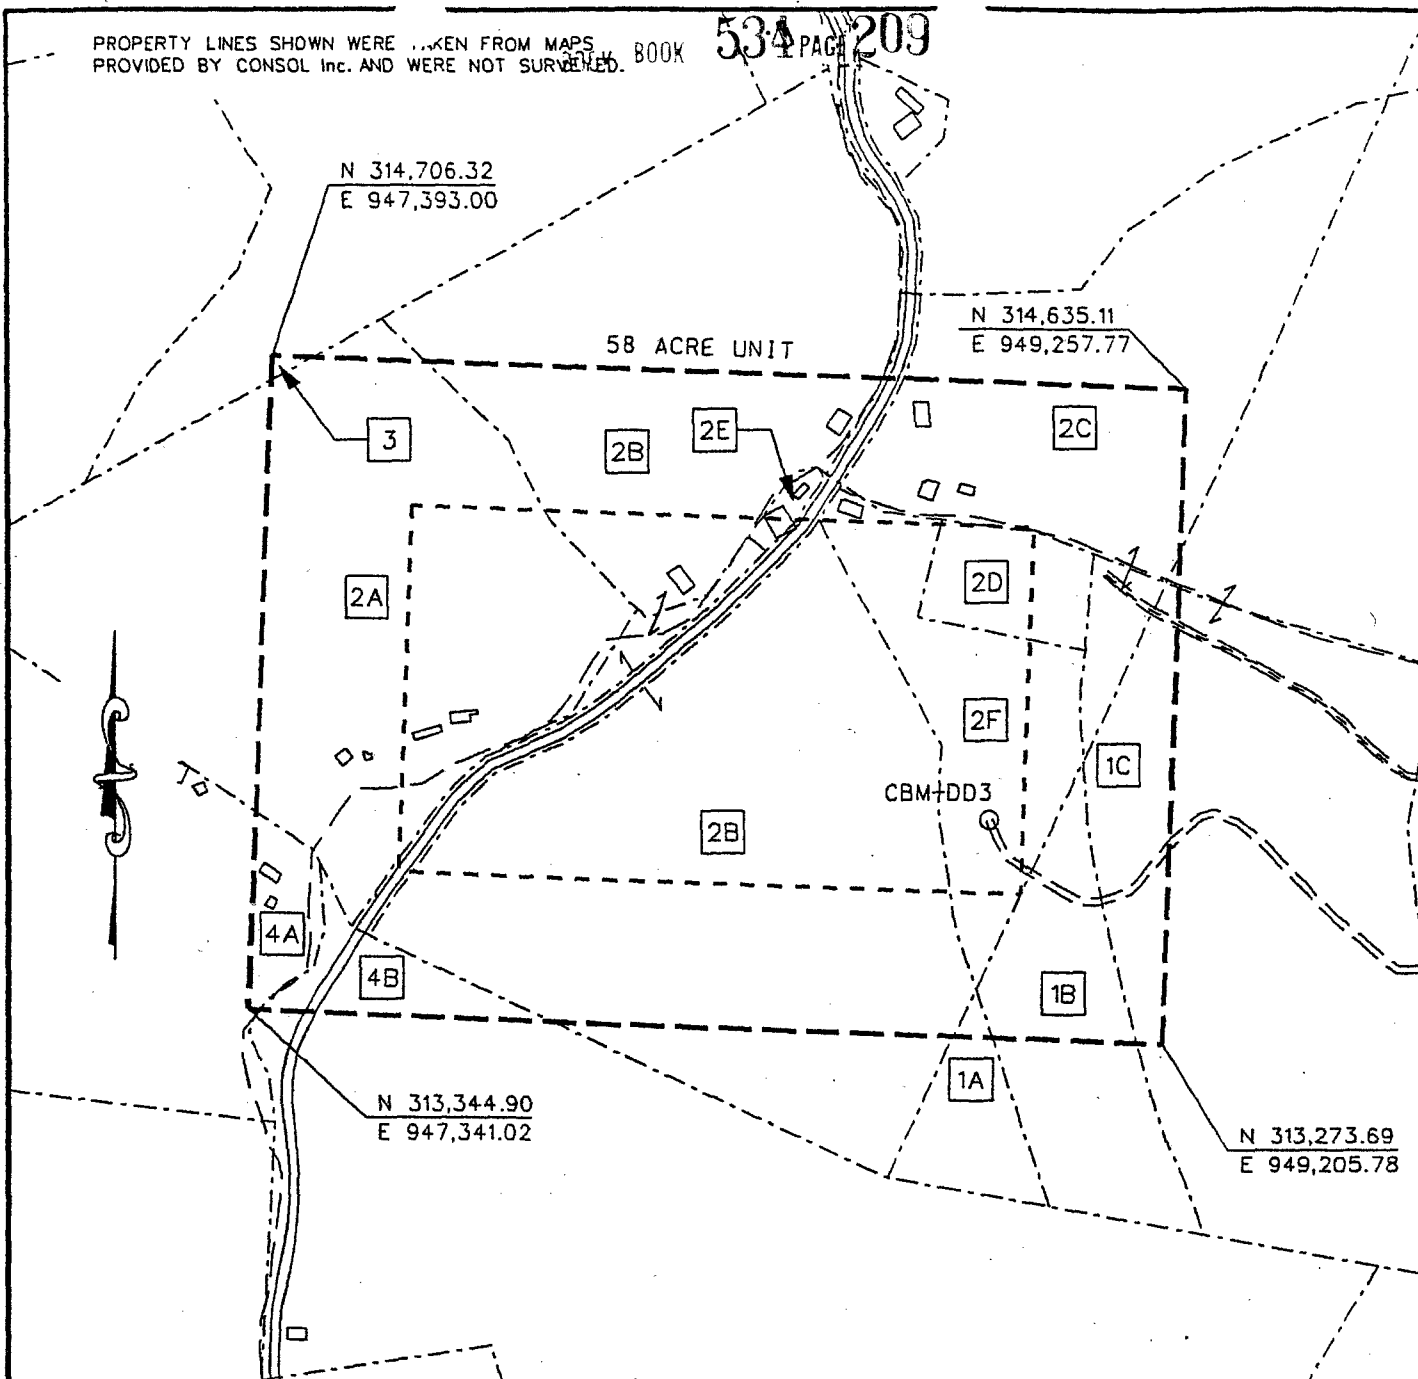 PROPERTY LINES SHOWN WERE FROM MAPS
PROVIDED BY CONSOL Inc. AND WERE NOT SURVEYED.
BOOK 534 PAGE 209
N 314,706.32
E 947,393.00
58 ACRE UNIT
N 314,635.11
E 949,257.77
3
2B
2E
2C
2A
2D
2F
1C
CBM-DD3
2B
4A
4B
1B
1A
N 313,344.90
E 947,341.02
N 313,273.69
E 949,205.78